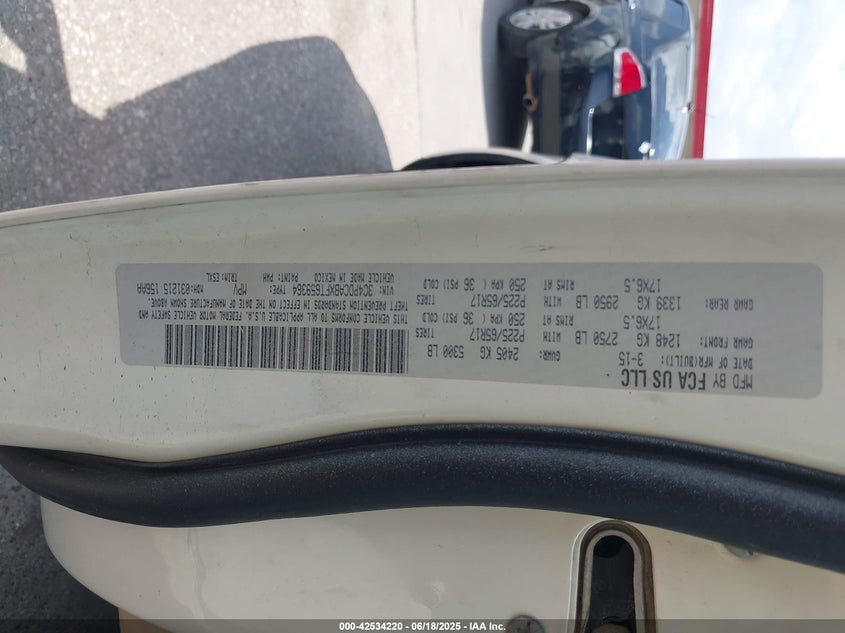 MFD BY FCA US LLC
DATE OF MFR(BUILT): 3-15 GVWR: 2405 KG 5300 LB
GAWR FRONT: 1248 KG 2750 LB WITH P225/65R17 TIRES
17X6.5 RIMS AT 250 KPA ( 36 PSI) COLD
GAWR REAR: 1339 KG 2950 LB WITH P225/65R17 TIRES
17X6.5 RIMS AT 250 KPA ( 36 PSI) COLD
THIS VEHICLE CONFORMS TO ALL APPLICABLE U.S.A. FEDERAL MOTOR VEHICLE SAFETY AND
THEFT PREVENTION STANDARDS IN EFFECT ON THE DATE OF MANUFACTURE SHOWN ABOVE.
VIN: 3C4PDCABXFT659364 TYPE: MPV MDH:031215 156AA
VEHICLE MADE IN MEXICO PAINT: PWH TRIM: E5XL
000-42534220 - 06/18/2025 - IAA Inc.